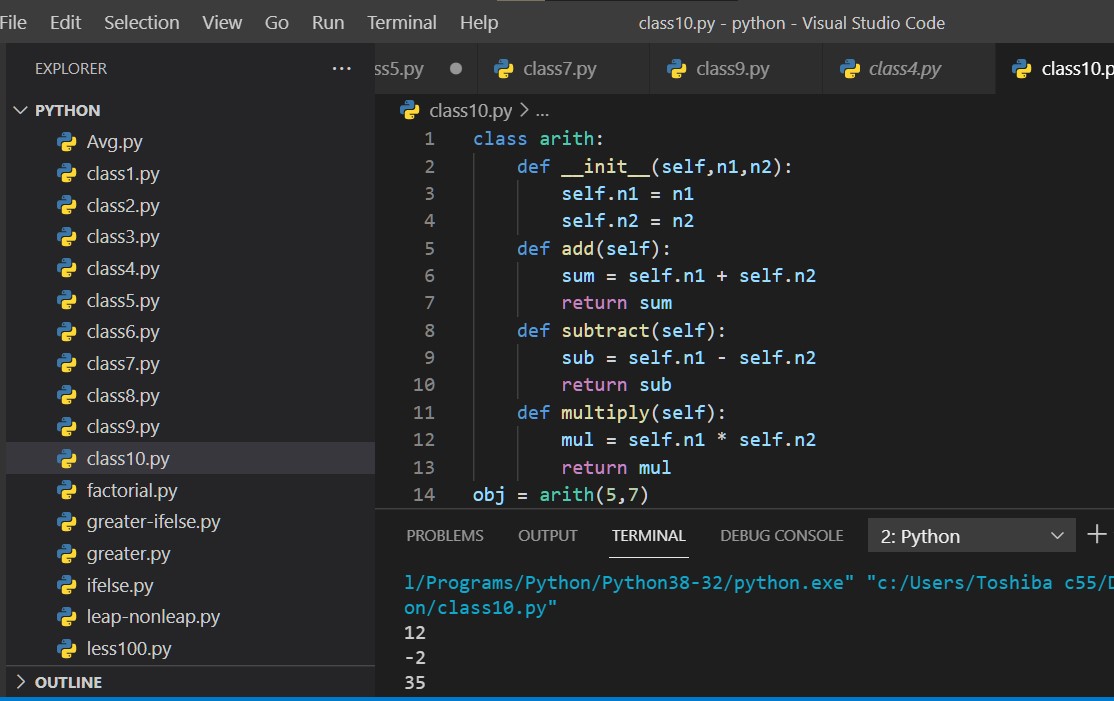 File Edit Selection View Go Run Terminal Help class10.py - python - Visual Studio Code
EXPLORER ...
ss5.py class7.py class9.py class4.py class10.p
PYTHON
Avg.py
class1.py
class2.py
class3.py
class4.py
class5.py
class6.py
class7.py
class8.py
class9.py
class10.py
factorial.py
greater-ifelse.py
greater.py
ifelse.py
leap-nonleap.py
less100.py
OUTLINE
class10.py > ...
1 class arith:
2     def __init__(self,n1,n2):
3         self.n1 = n1
4         self.n2 = n2
5     def add(self):
6         sum = self.n1 + self.n2
7         return sum
8     def subtract(self):
9         sub = self.n1 - self.n2
10         return sub
11     def multiply(self):
12         mul = self.n1 * self.n2
13         return mul
14 obj = arith(5,7)
PROBLEMS OUTPUT TERMINAL DEBUG CONSOLE 2: Python +
l/Programs/Python/Python38-32/python.exe" "c:/Users/Toshiba c55/D
on/class10.py"
12
-2
35